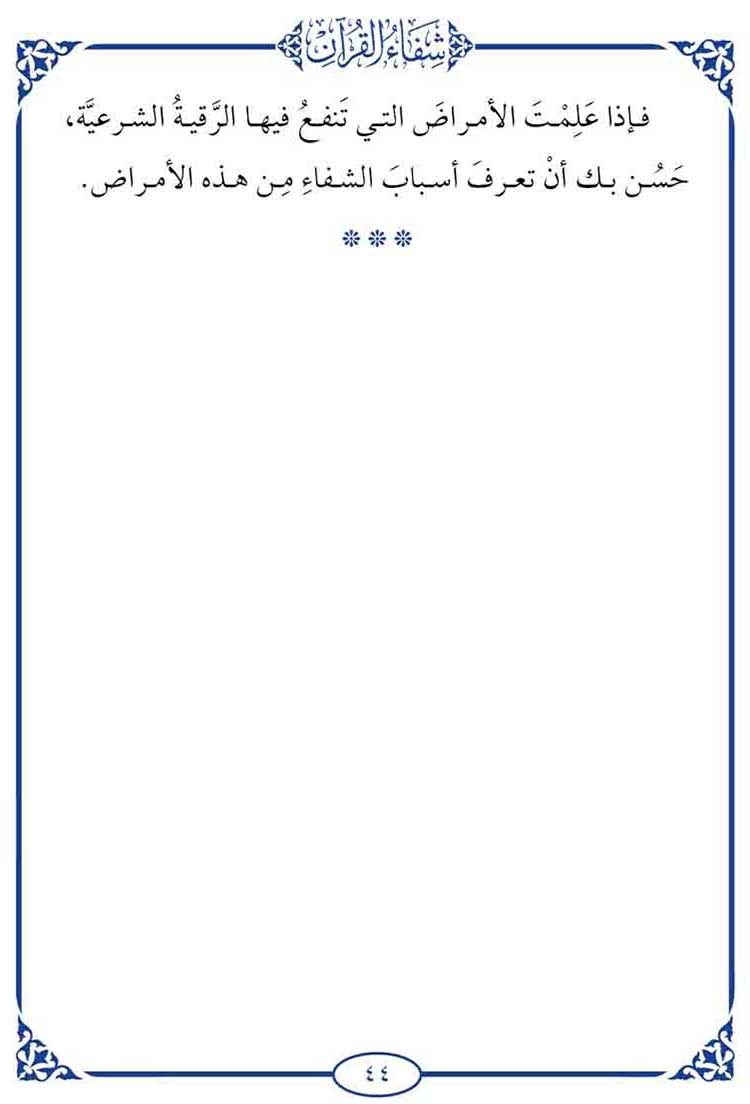 شِفَاءُ القُرْآنِ
فإذا عَلِمْتَ الأمراضَ التي تَنفعُ فيها الرَّقيةُ الشرعيَّة،
حَسُن بك أنْ تعرفَ أسبابَ الشفاءِ مِن هذه الأمراض.
٤٤